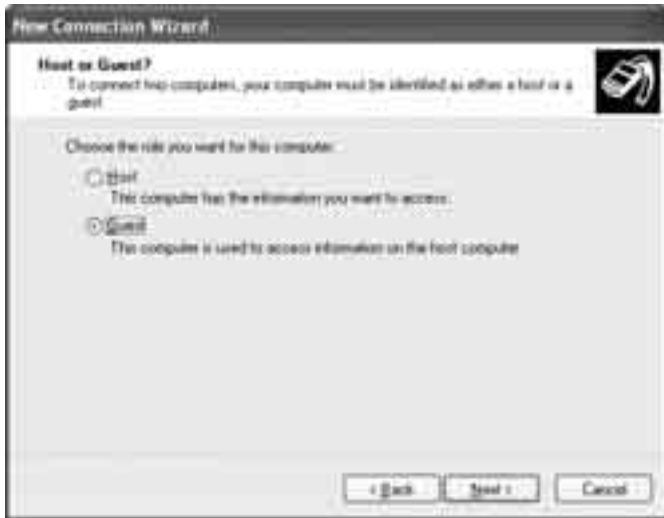 New Connection Wizard
Host or Guest?
To connect two computers, your computer must be identified as either a host or a
guest.
Choose the role you want for this computer:
Host
This computer has the information you want to access.
Guest
This computer is used to access information on the host computer.
< Back
Next >
Cancel